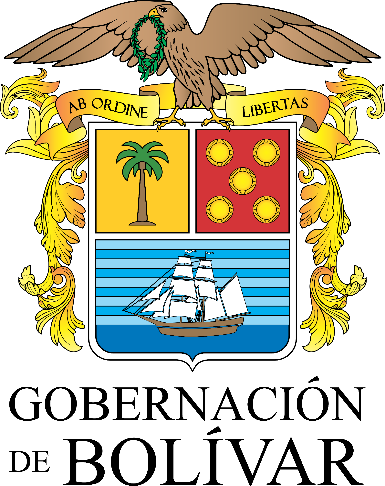 AB ORDINE LIBERTAS
GOBERNACIÓN
DE BOLÍVAR